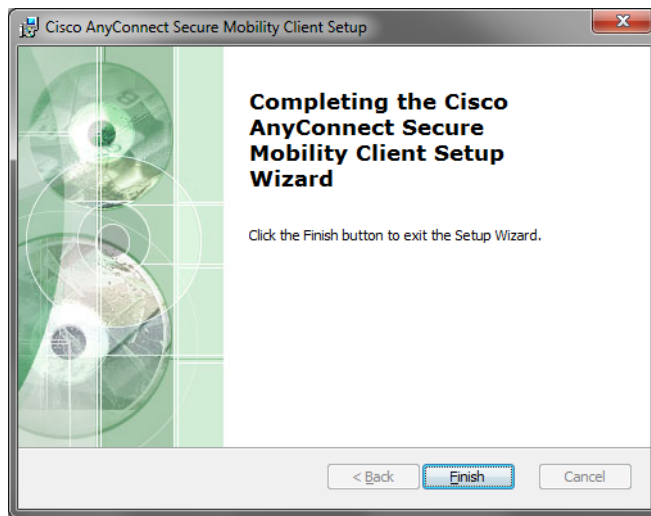 Cisco AnyConnect Secure Mobility Client Setup
Completing the Cisco
AnyConnect Secure
Mobility Client Setup
Wizard
Click the Finish button to exit the Setup Wizard.
< Back
Finish
Cancel